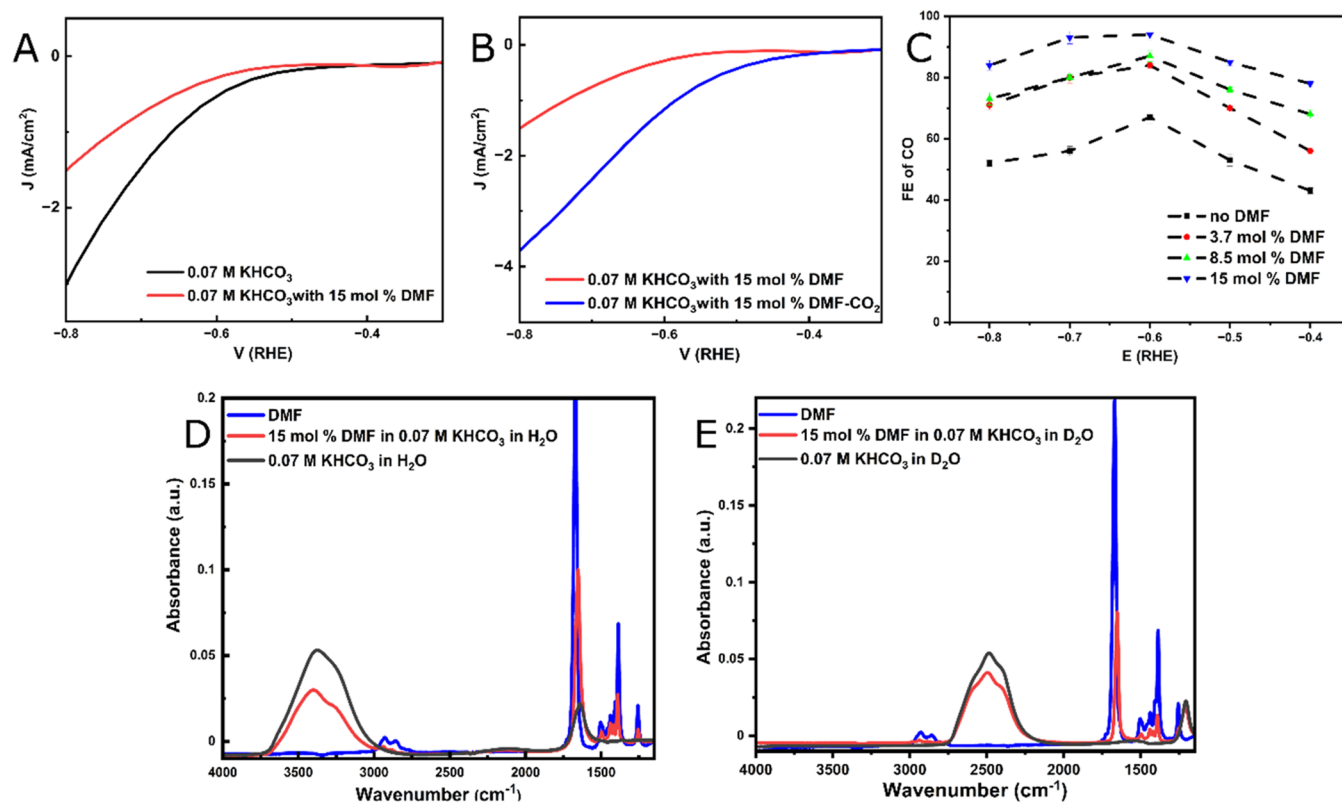 A
J (mA/cm²)
0
−2
0.07 M KHCO₃
0.07 M KHCO₃with 15 mol % DMF
−0.8
−0.6
−0.4
V (RHE)
B
J (mA/cm²)
0
−2
−4
0.07 M KHCO₃with 15 mol % DMF
0.07 M KHCO₃with 15 mol % DMF-CO₂
−0.8
−0.6
−0.4
V (RHE)
C
FE of CO
100
80
60
40
20
0
no DMF
3.7 mol % DMF
8.5 mol % DMF
15 mol % DMF
−0.8
−0.7
−0.6
−0.5
−0.4
E (RHE)
D
Absorbance (a.u.)
0.2
0.15
0.1
0.05
0
DMF
15 mol % DMF in 0.07 M KHCO₃ in H₂O
0.07 M KHCO₃ in H₂O
4000
3500
3000
2500
2000
1500
Wavenumber (cm⁻¹)
E
Absorbance (a.u.)
0.2
0.15
0.1
0.05
0
DMF
15 mol % DMF in 0.07 M KHCO₃ in D₂O
0.07 M KHCO₃ in D₂O
4000
3500
3000
2500
2000
1500
Wavenumber (cm⁻¹)